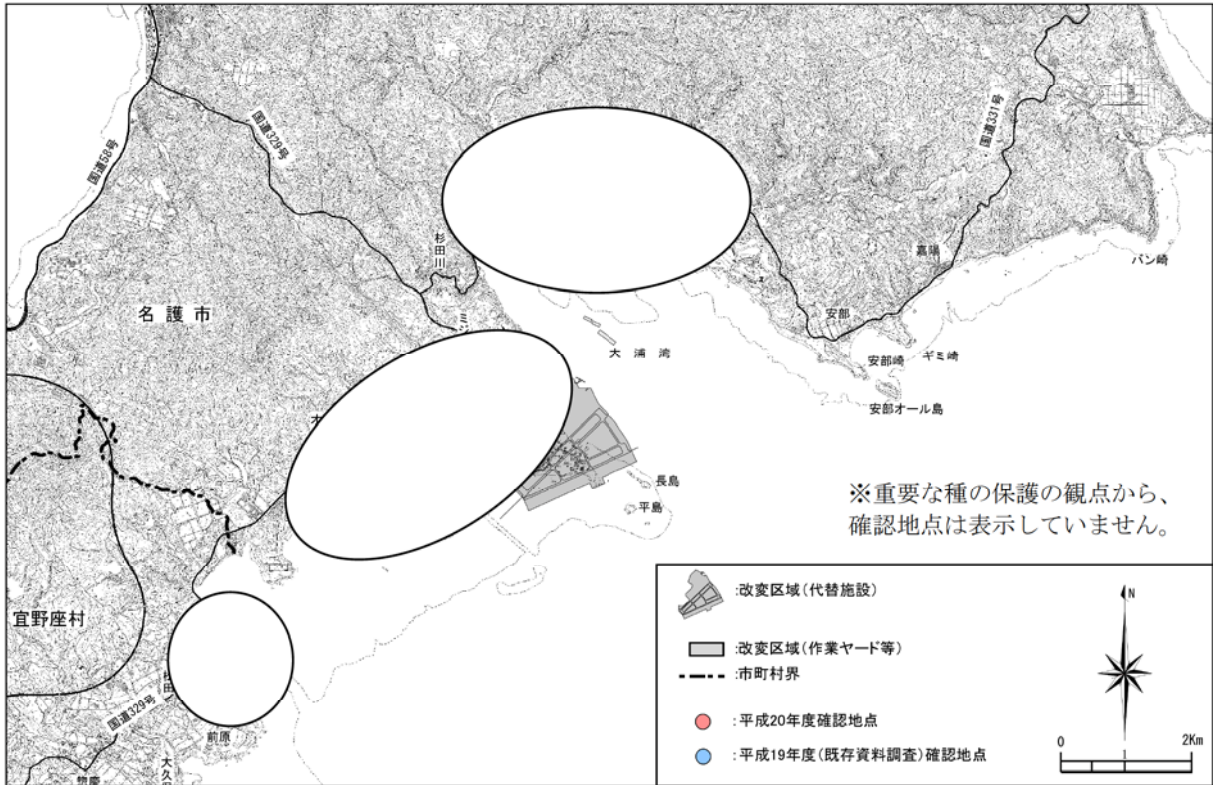 国道58号
国道329号
国道331号
杉田川
嘉陽
バン崎
名護市
安部
大浦湾
安部崎
ギミ崎
安部オール島
長島
平島
※重要な種の保護の観点から、
確認地点は表示していません。
宜野座村
国道329号
前原
:改変区域(代替施設)
:改変区域(作業ヤード等)
:市町村界
:平成20年度確認地点
:平成19年度(既存資料調査)確認地点
N
0
1
2Km